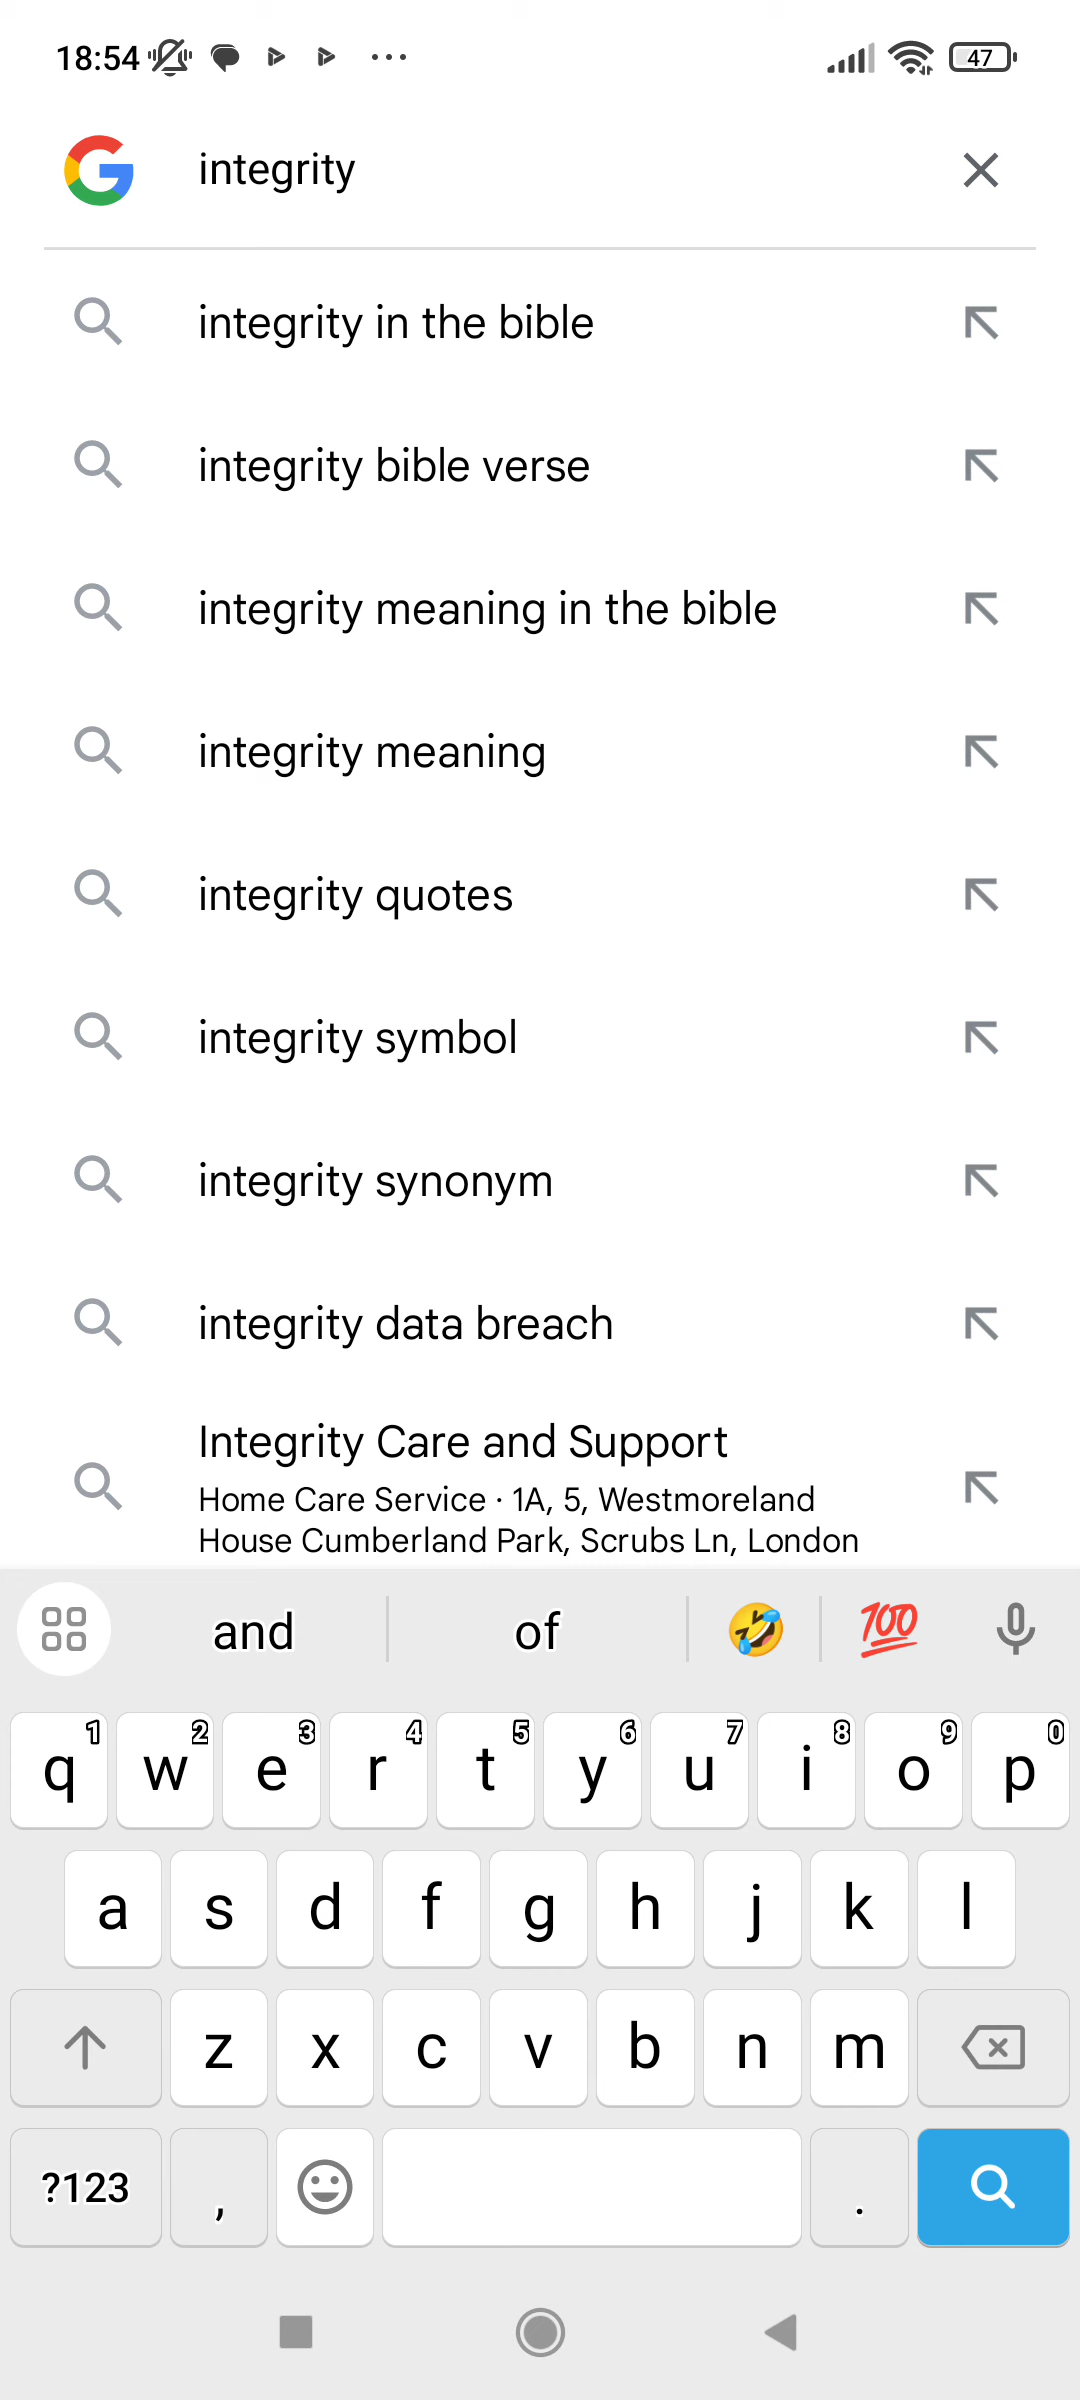 18:54
47
integrity
integrity in the bible
integrity bible verse
integrity meaning in the bible
integrity meaning
integrity quotes
integrity symbol
integrity synonym
integrity data breach
Integrity Care and Support
Home Care Service · 1A, 5, Westmoreland
House Cumberland Park, Scrubs Ln, London
and of 🤣 💯
1 2 3 4 5 6 7 8 9 0
q w e r t y u i o p
a s d f g h j k l
z x c v b n m
?123 , .